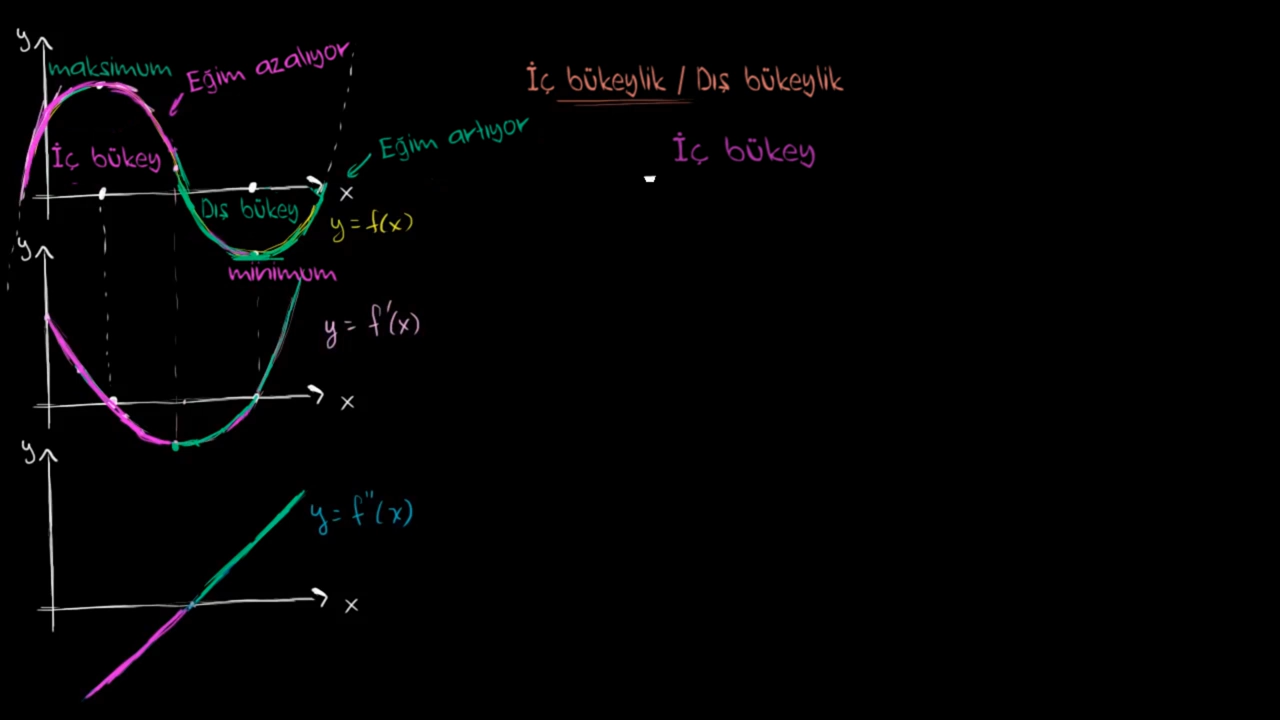 y
maksimum
Eğim azalıyor
İç bükeylik / Dış bükeylik
Eğim artıyor
İç bükey
İç bükey
x
Dış bükey
y = f(x)
y
minimum
y = f'(x)
x
y
y = f"(x)
x